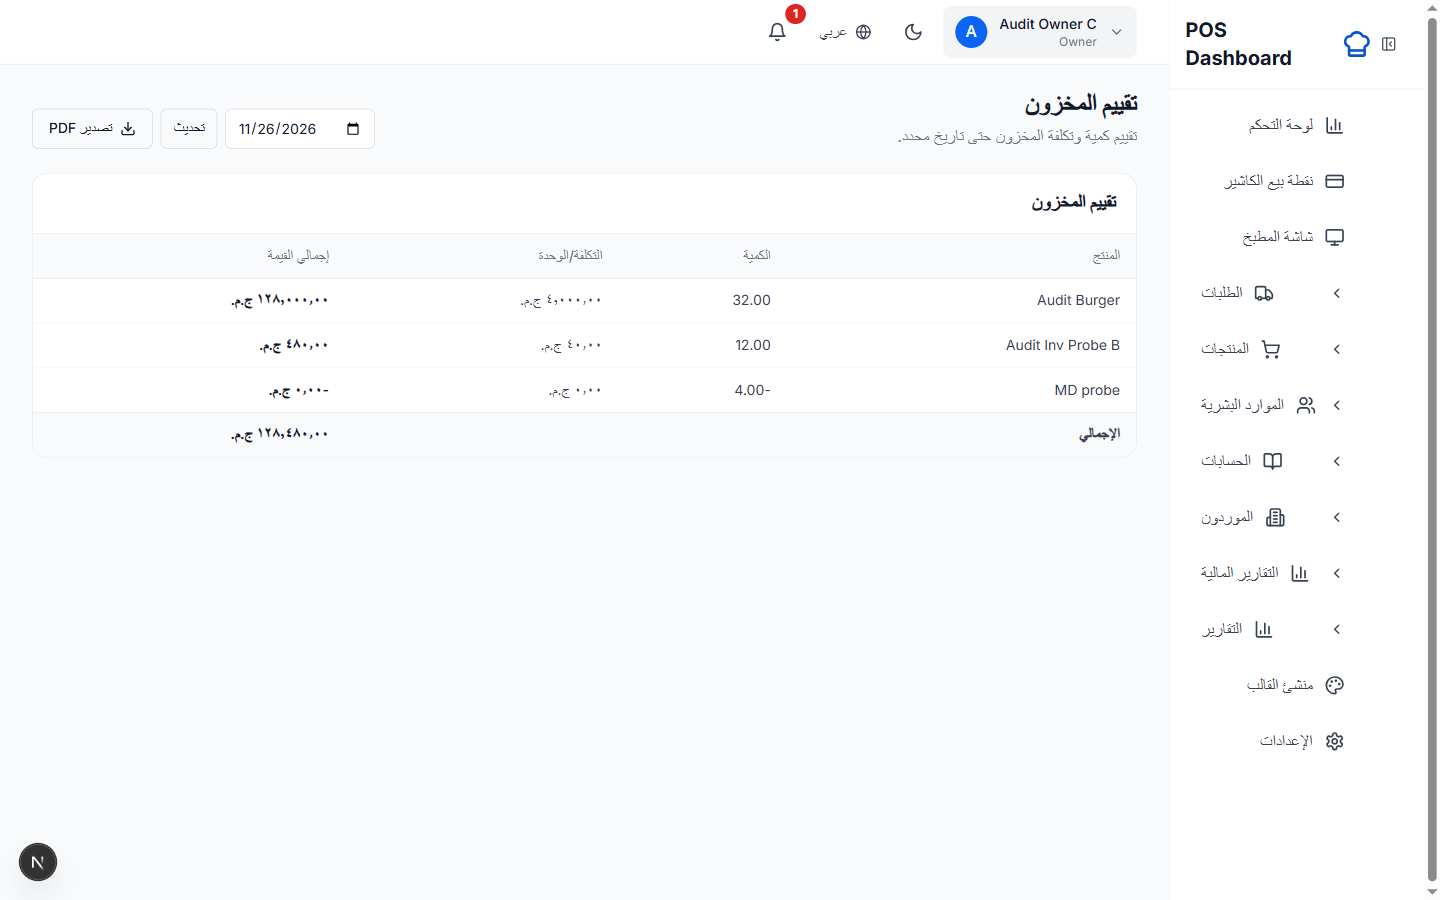 POS Dashboard
لوحة التحكم
نقطة بيع الكاشير
شاشة المطبخ
الطلبات
المنتجات
الموارد البشرية
الحسابات
الموردون
التقارير المالية
التقارير
منشئ القالب
الإعدادات
A
Audit Owner C
Owner
عربي
1
تقييم المخزون
تقييم كمية وتكلفة المخزون حتى تاريخ محدد.
11/26/2026
تحديث
تصدير PDF
تقييم المخزون
المنتج الكمية التكلفة/الوحدة إجمالي القيمة
Audit Burger 32.00 ٤٬٠٠٠٫٠٠ ج.م. ١٢٨٬٠٠٠٫٠٠ ج.م.
Audit Inv Probe B 12.00 ٤٠٫٠٠ ج.م. ٤٨٠٫٠٠ ج.م.
MD probe 4.00- ٠٫٠٠ ج.م. -٠٫٠٠ ج.م.
الإجمالي ١٢٨٬٤٨٠٫٠٠ ج.م.
N